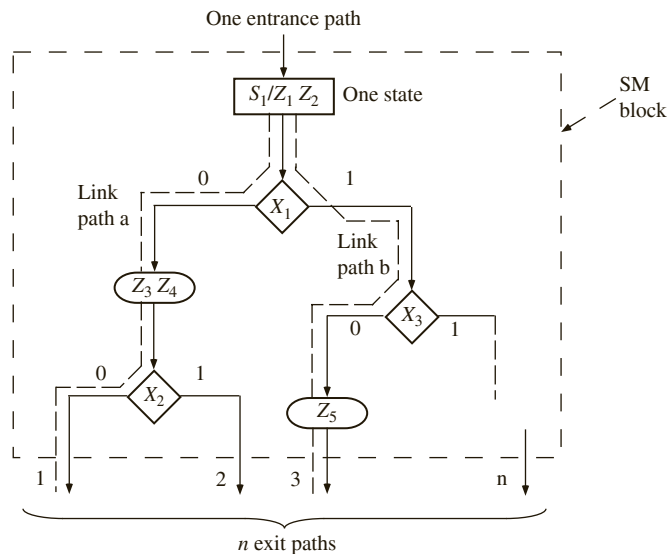 One entrance path
SM
block
S₁/Z₁ Z₂
One state
0
1
Link
path a
X₁
Link
path b
Z₃ Z₄
X₃
0
1
0
1
X₂
Z₅
1
2
3
n
n exit paths